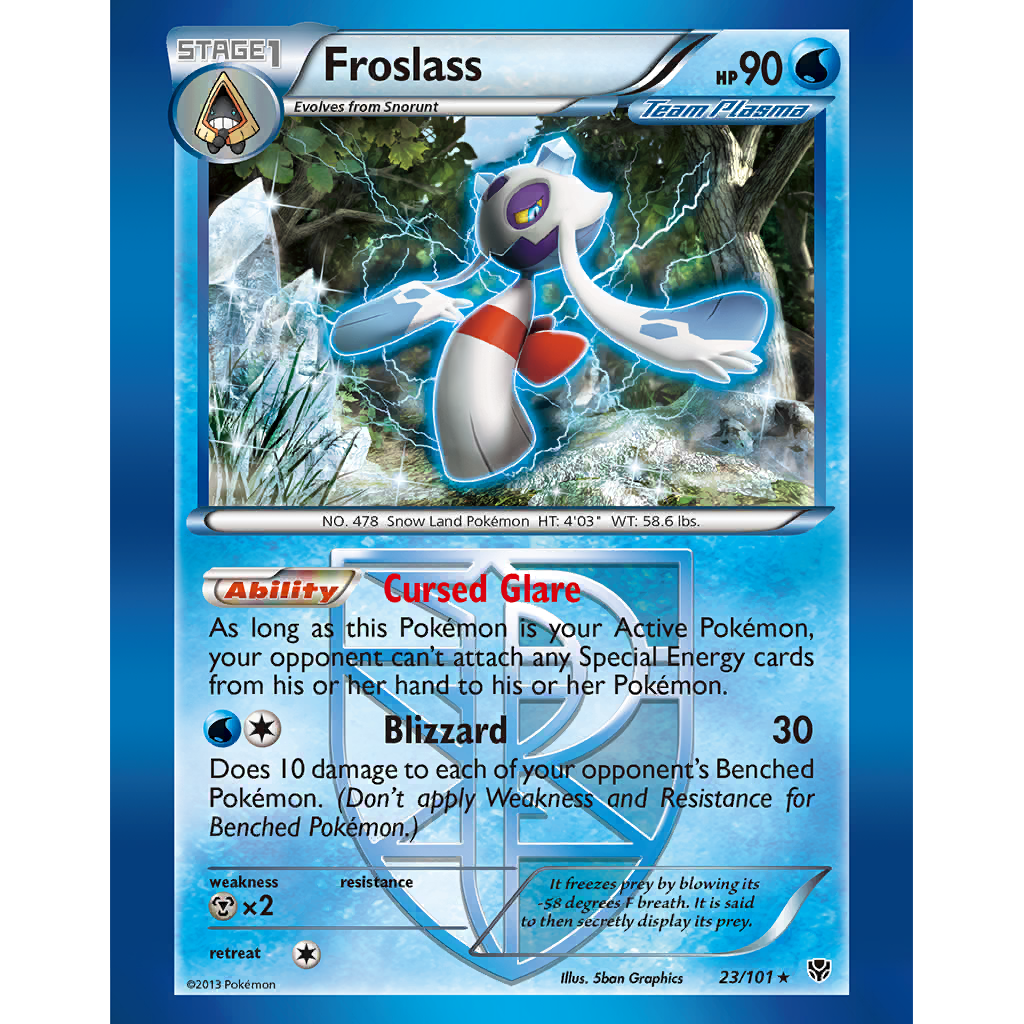 STAGE1
Froslass
HP 90
Evolves from Snorunt
Team Plasma
NO. 478 Snow Land Pokémon HT: 4'03" WT: 58.6 lbs.
Ability Cursed Glare
As long as this Pokémon is your Active Pokémon,
your opponent can't attach any Special Energy cards
from his or her hand to his or her Pokémon.
Blizzard 30
Does 10 damage to each of your opponent's Benched
Pokémon. (Don't apply Weakness and Resistance for
Benched Pokémon.)
weakness resistance
×2
retreat
It freezes prey by blowing its
-58 degrees F breath. It is said
to then secretly display its prey.
Illus. 5ban Graphics 23/101 ★
©2013 Pokémon